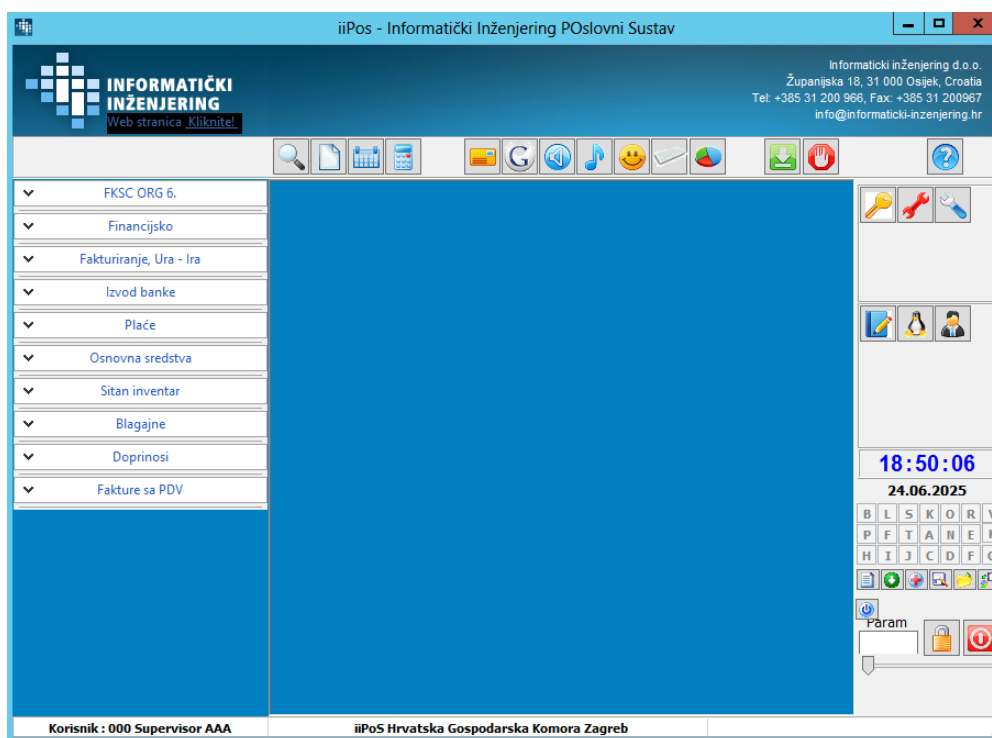 iiPos - Informatički Inženjering POslovni Sustav
INFORMATIČKI
INŽENJERING
Web stranica Kliknite!
Informaticki inženjering d.o.o.
Županijska 18, 31 000 Osijek, Croatia
Tel: +385 31 200 966, Fax: +385 31 200967
info@informaticki-inzenjering.hr
G
?
FKSC ORG 6.
Financijsko
Fakturiranje, Ura - Ira
Izvod banke
Plaće
Osnovna sredstva
Sitan inventar
Blagajne
Doprinosi
Fakture sa PDV
18:50:06
24.06.2025
B L S K O R
P F T A N E
H I J C D F
Param
Korisnik : 000 Supervisor AAA
iiPoS Hrvatska Gospodarska Komora Zagreb